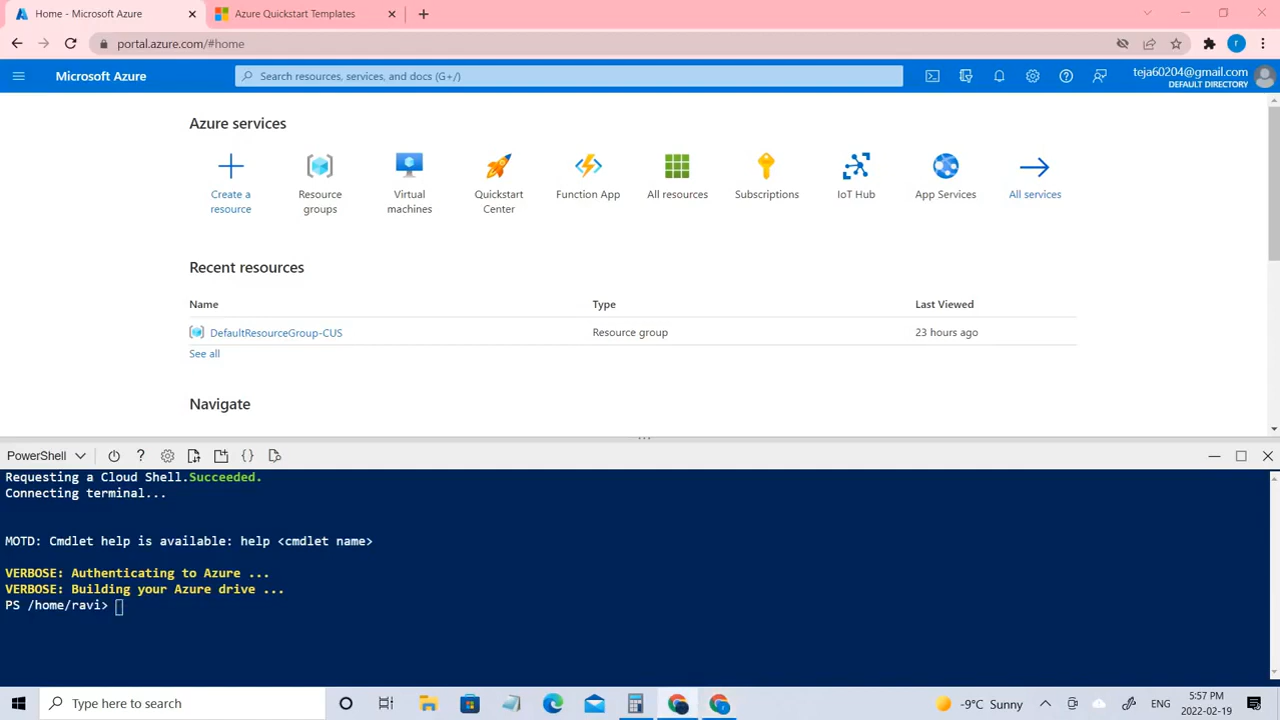 Home - Microsoft Azure
Azure Quickstart Templates
portal.azure.com/#home
r
Microsoft Azure
Search resources, services, and docs (G+/)
teja60204@gmail.com
DEFAULT DIRECTORY
Azure services
Create a resource
Resource groups
Virtual machines
Quickstart Center
Function App
All resources
Subscriptions
IoT Hub
App Services
All services
Recent resources
Name Type Last Viewed
DefaultResourceGroup-CUS Resource group 23 hours ago
See all
Navigate
PowerShell
Requesting a Cloud Shell.Succeeded.
Connecting terminal...
MOTD: Cmdlet help is available: help <cmdlet name>
VERBOSE: Authenticating to Azure ...
VERBOSE: Building your Azure drive ...
PS /home/ravi>
Type here to search
-9°C Sunny
ENG
5:57 PM
2022-02-19